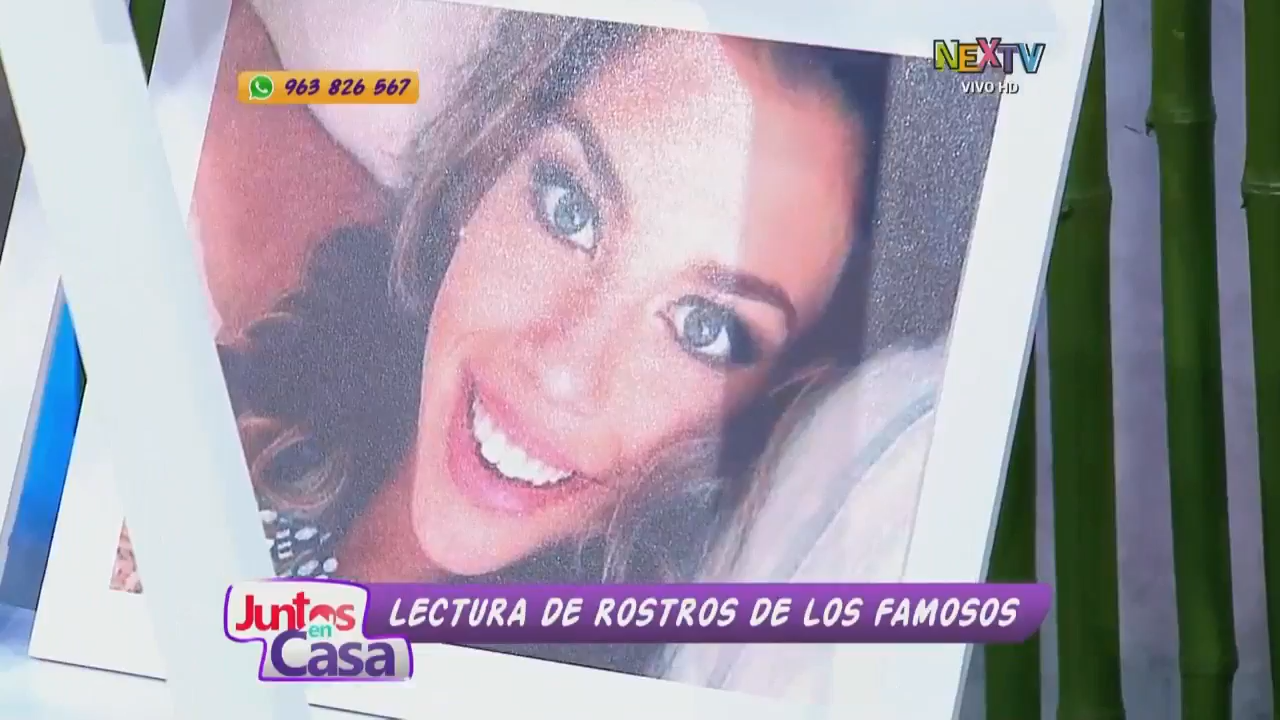 963 826 567
NEXTV
VIVO HD
Juntos
en
Casa
LECTURA DE ROSTROS DE LOS FAMOSOS